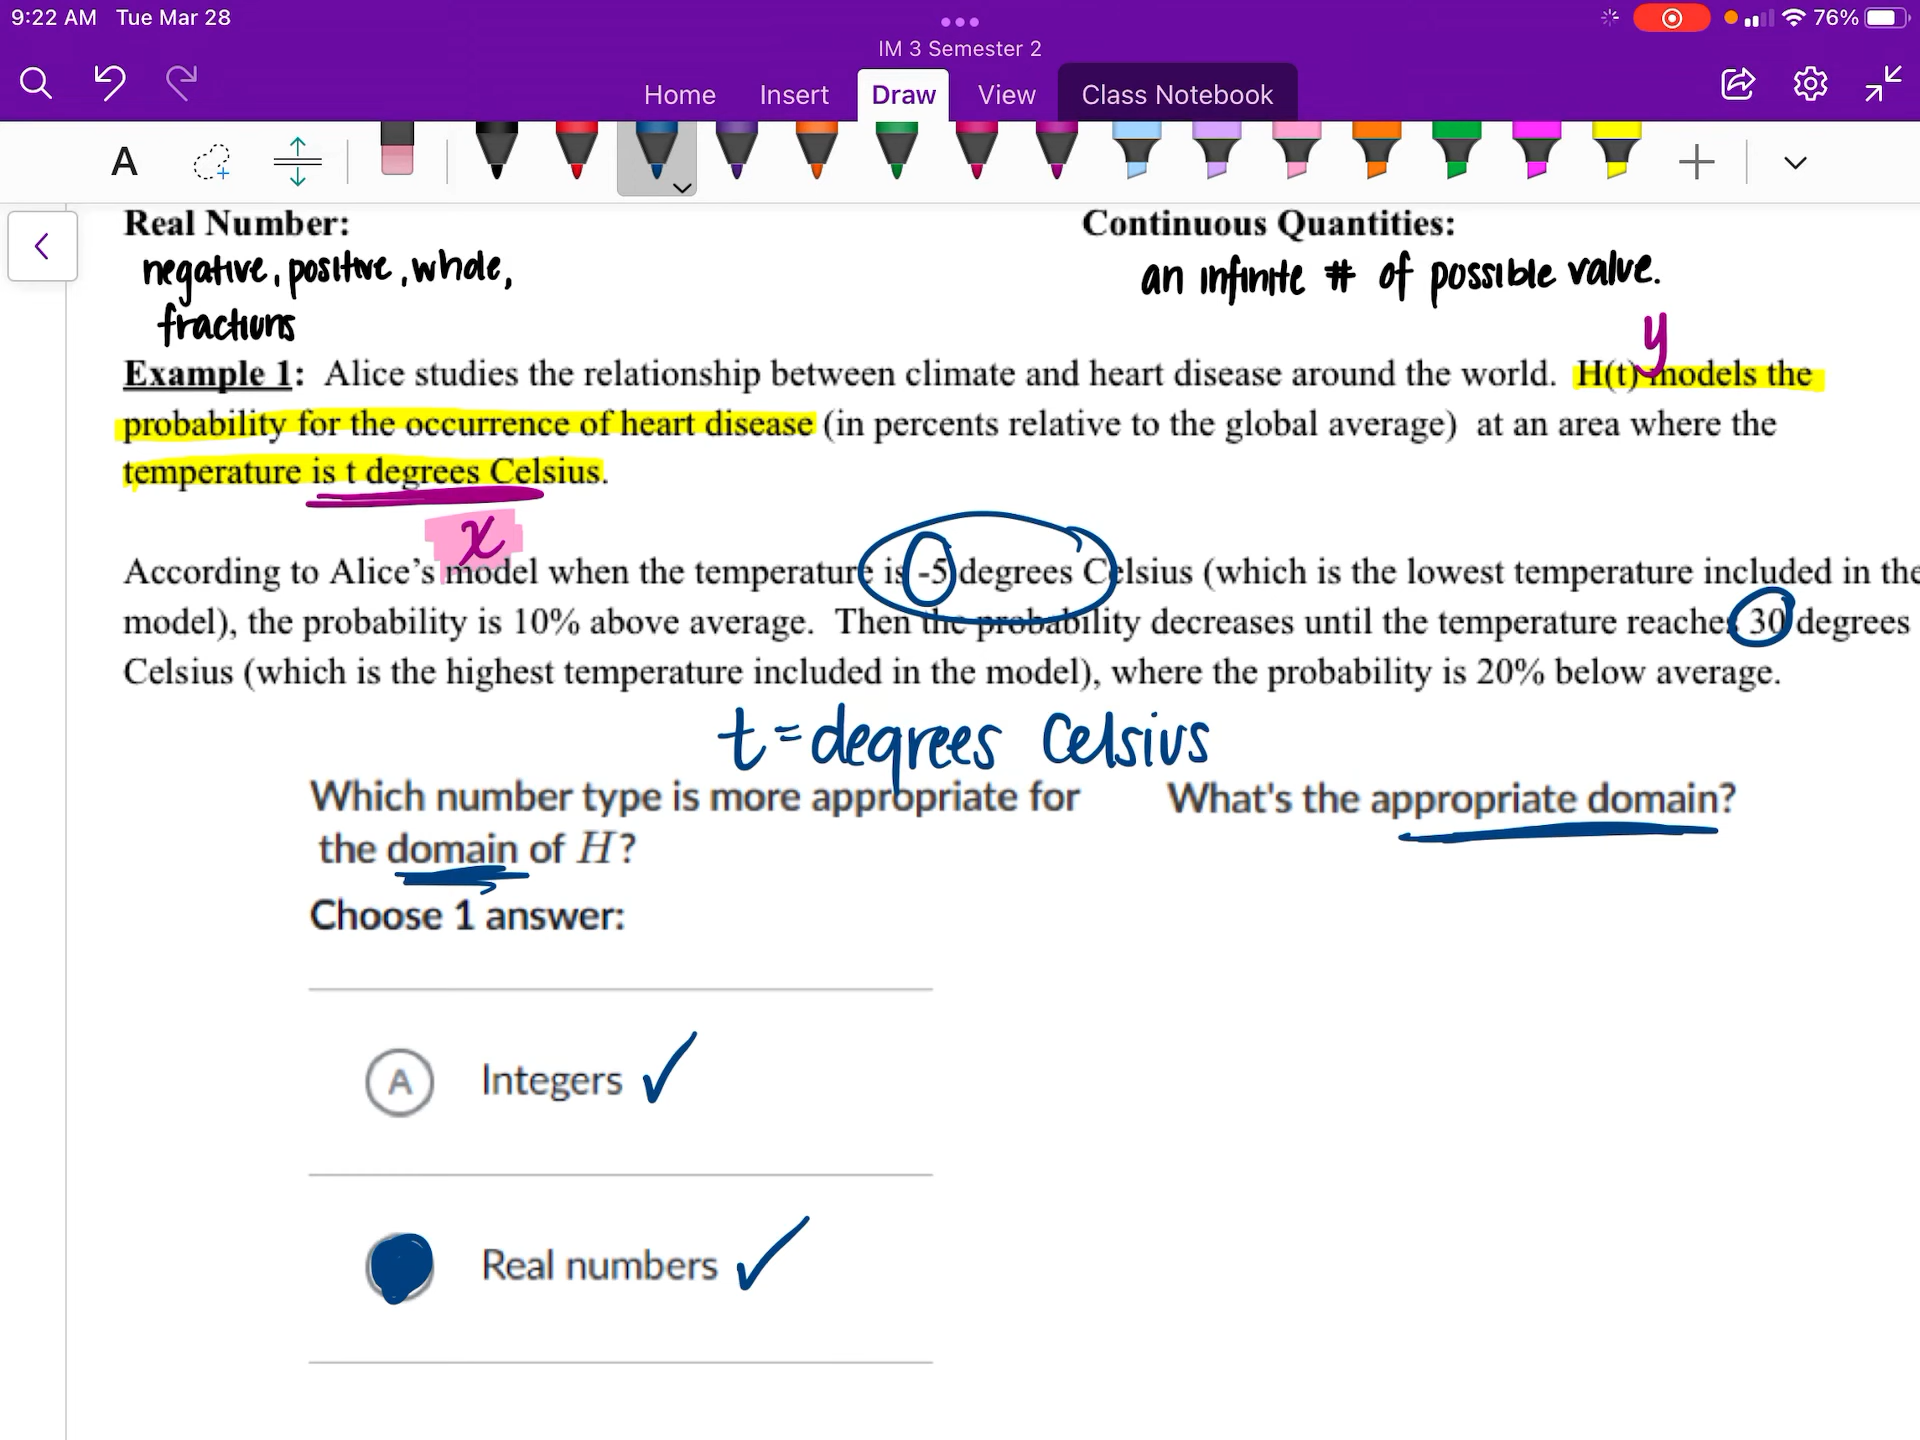 9:22 AM Tue Mar 28
76%
IM 3 Semester 2
Home Insert Draw View Class Notebook
A
Real Number:
negative, positive, whole,
fractions
Continuous Quantities:
an infinite # of possible value.
y
Example 1: Alice studies the relationship between climate and heart disease around the world. H(t) models the
probability for the occurrence of heart disease (in percents relative to the global average) at an area where the
temperature is t degrees Celsius.
x
According to Alice's model when the temperature is -5 degrees Celsius (which is the lowest temperature included in the
model), the probability is 10% above average. Then the probability decreases until the temperature reaches 30 degrees
Celsius (which is the highest temperature included in the model), where the probability is 20% below average.
t = degrees Celsius
Which number type is more appropriate for
the domain of H?
Choose 1 answer:
What's the appropriate domain?
A Integers
Real numbers